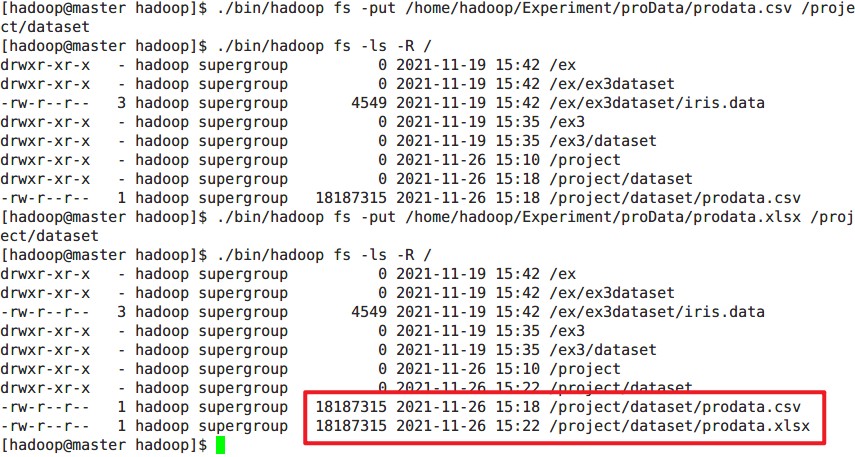 [hadoop@master hadoop]$ ./bin/hadoop fs -put /home/hadoop/Experiment/proData/prodata.csv /proje
ct/dataset
[hadoop@master hadoop]$ ./bin/hadoop fs -ls -R /
drwxr-xr-x   - hadoop supergroup          0 2021-11-19 15:42 /ex
drwxr-xr-x   - hadoop supergroup          0 2021-11-19 15:42 /ex/ex3dataset
-rw-r--r--   3 hadoop supergroup       4549 2021-11-19 15:42 /ex/ex3dataset/iris.data
drwxr-xr-x   - hadoop supergroup          0 2021-11-19 15:35 /ex3
drwxr-xr-x   - hadoop supergroup          0 2021-11-19 15:35 /ex3/dataset
drwxr-xr-x   - hadoop supergroup          0 2021-11-26 15:10 /project
drwxr-xr-x   - hadoop supergroup          0 2021-11-26 15:18 /project/dataset
-rw-r--r--   1 hadoop supergroup   18187315 2021-11-26 15:18 /project/dataset/prodata.csv
[hadoop@master hadoop]$ ./bin/hadoop fs -put /home/hadoop/Experiment/proData/prodata.xlsx /proj
ect/dataset
[hadoop@master hadoop]$ ./bin/hadoop fs -ls -R /
drwxr-xr-x   - hadoop supergroup          0 2021-11-19 15:42 /ex
drwxr-xr-x   - hadoop supergroup          0 2021-11-19 15:42 /ex/ex3dataset
-rw-r--r--   3 hadoop supergroup       4549 2021-11-19 15:42 /ex/ex3dataset/iris.data
drwxr-xr-x   - hadoop supergroup          0 2021-11-19 15:35 /ex3
drwxr-xr-x   - hadoop supergroup          0 2021-11-19 15:35 /ex3/dataset
drwxr-xr-x   - hadoop supergroup          0 2021-11-26 15:10 /project
drwxr-xr-x   - hadoop supergroup          0 2021-11-26 15:22 /project/dataset
-rw-r--r--   1 hadoop supergroup   18187315 2021-11-26 15:18 /project/dataset/prodata.csv
-rw-r--r--   1 hadoop supergroup   18187315 2021-11-26 15:22 /project/dataset/prodata.xlsx
[hadoop@master hadoop]$